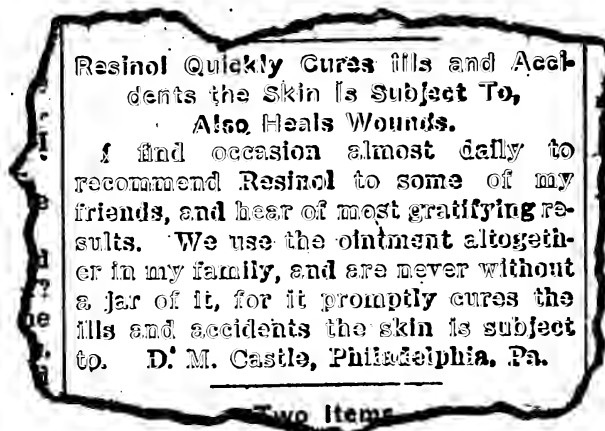 Resinol Quickly Cures Ills and Acci-
dents the Skin Is Subject To,
Also Heals Wounds.
I find occasion almost daily to
recommend Resinol to some of my
friends, and hear of most gratifying re-
sults. We use the ointment altogeth-
er in my family, and are never without
a jar of it, for it promptly cures the
ills and accidents the skin is subject
to. D. M. Castle, Philadelphia, Pa.
Two Items